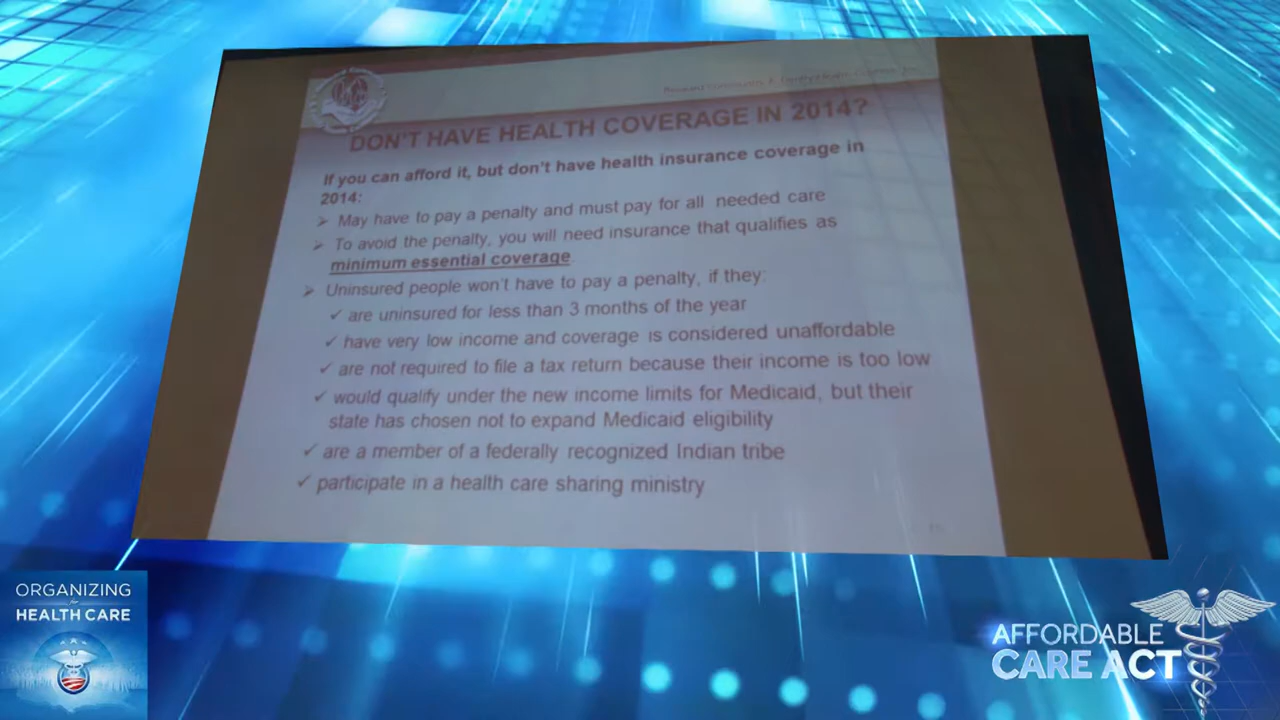 DON'T HAVE HEALTH COVERAGE IN 2014?
If you can afford it, but don't have health insurance coverage in
2014:
➢ May have to pay a penalty and must pay for all needed care
➢ To avoid the penalty, you will need insurance that qualifies as
minimum essential coverage.
➢ Uninsured people won't have to pay a penalty, if they:
✓ are uninsured for less than 3 months of the year
✓ have very low income and coverage is considered unaffordable
✓ are not required to file a tax return because their income is too low
✓ would qualify under the new income limits for Medicaid, but their
state has chosen not to expand Medicaid eligibility
✓ are a member of a federally recognized Indian tribe
✓ participate in a health care sharing ministry
ORGANIZING
for
HEALTH CARE
AFFORDABLE
CARE ACT